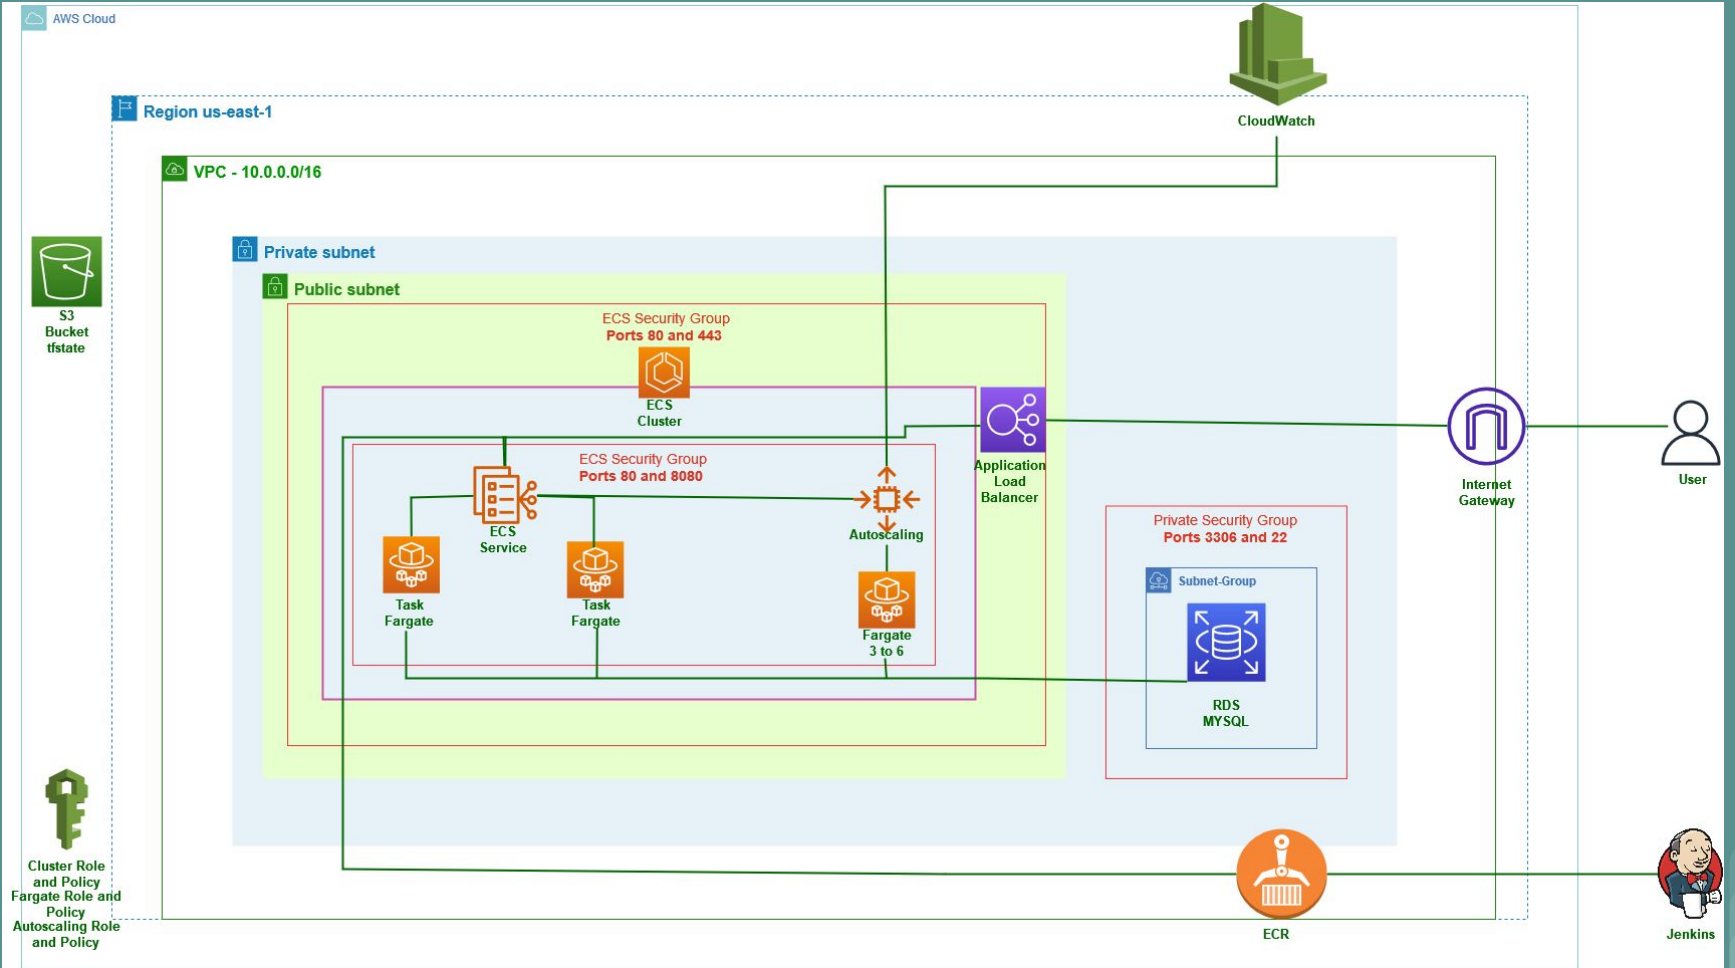 AWS Cloud
CloudWatch
Region us-east-1
VPC - 10.0.0.0/16
S3
Bucket
tfstate
Private subnet
Public subnet
ECS Security Group
Ports 80 and 443
ECS
Cluster
ECS Security Group
Ports 80 and 8080
ECS
Service
Autoscaling
Task
Fargate
Task
Fargate
Fargate
3 to 6
Application
Load
Balancer
Internet
Gateway
User
Private Security Group
Ports 3306 and 22
Subnet-Group
RDS
MYSQL
Cluster Role
and Policy
Fargate Role and
Policy
Autoscaling Role
and Policy
ECR
Jenkins